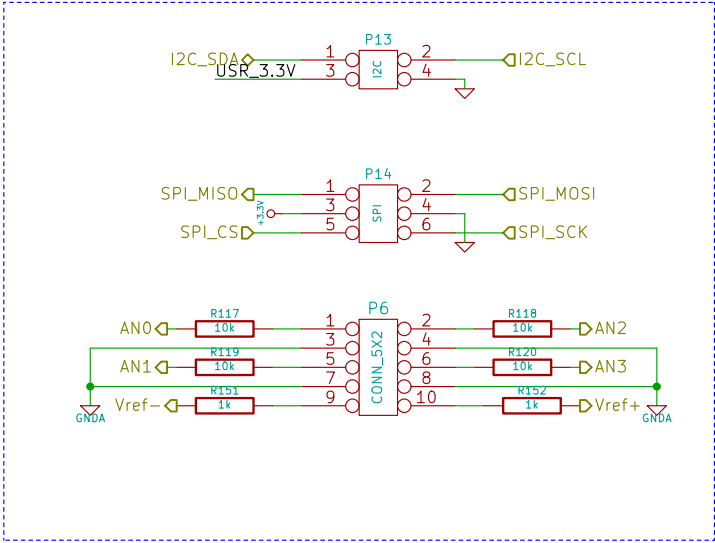 P13
I2C_SDA 1 2 I2C_SCL
USR_3.3V 3 I2C 4
P14
SPI_MISO 1 2 SPI_MOSI
+3.3V 3 SPI 4
SPI_CS 5 6 SPI_SCK
P6
R117 R118
AN0 10k 1 2 10k AN2
3 4
R119 R120
AN1 10k 5 CONN_5X2 6 10k AN3
7 8
R151 R152
Vref- 1k 9 10 1k Vref+
GNDA GNDA